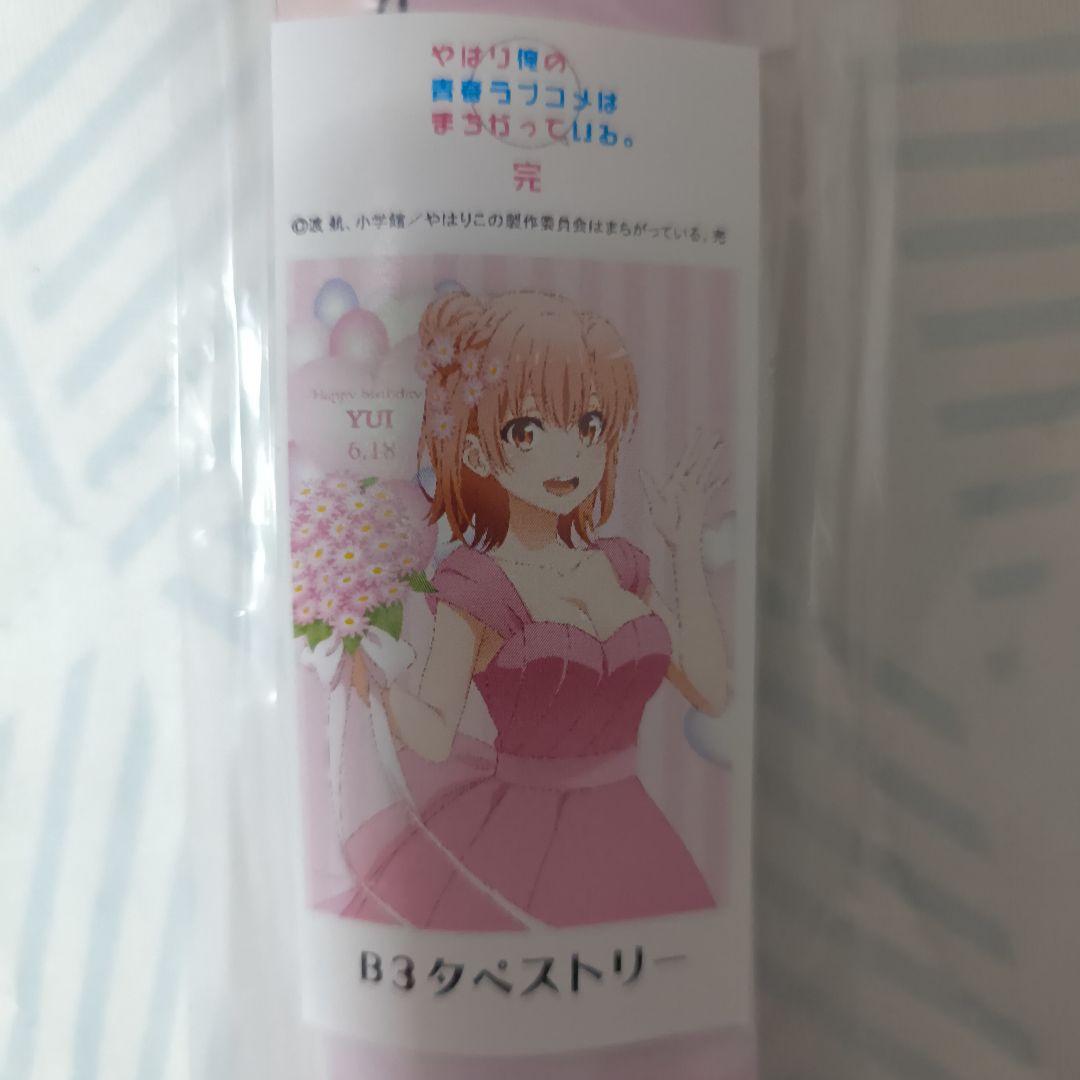 やはり俺の
青春ラブコメは
まちがっている。
完
©渡 航、小学館／やはりこの製作委員会はまちがっている。完
Happy birthday
YUI
6.18
B3タペストリー